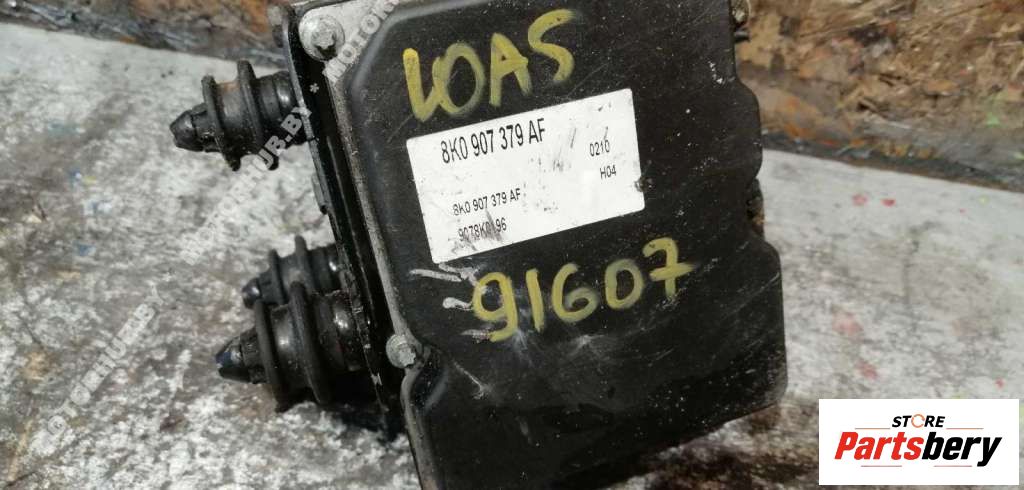 LOAS
8K0 907 379 AF
0210
H04
8K0 907 379 AF
91607
STORE
Partsbery